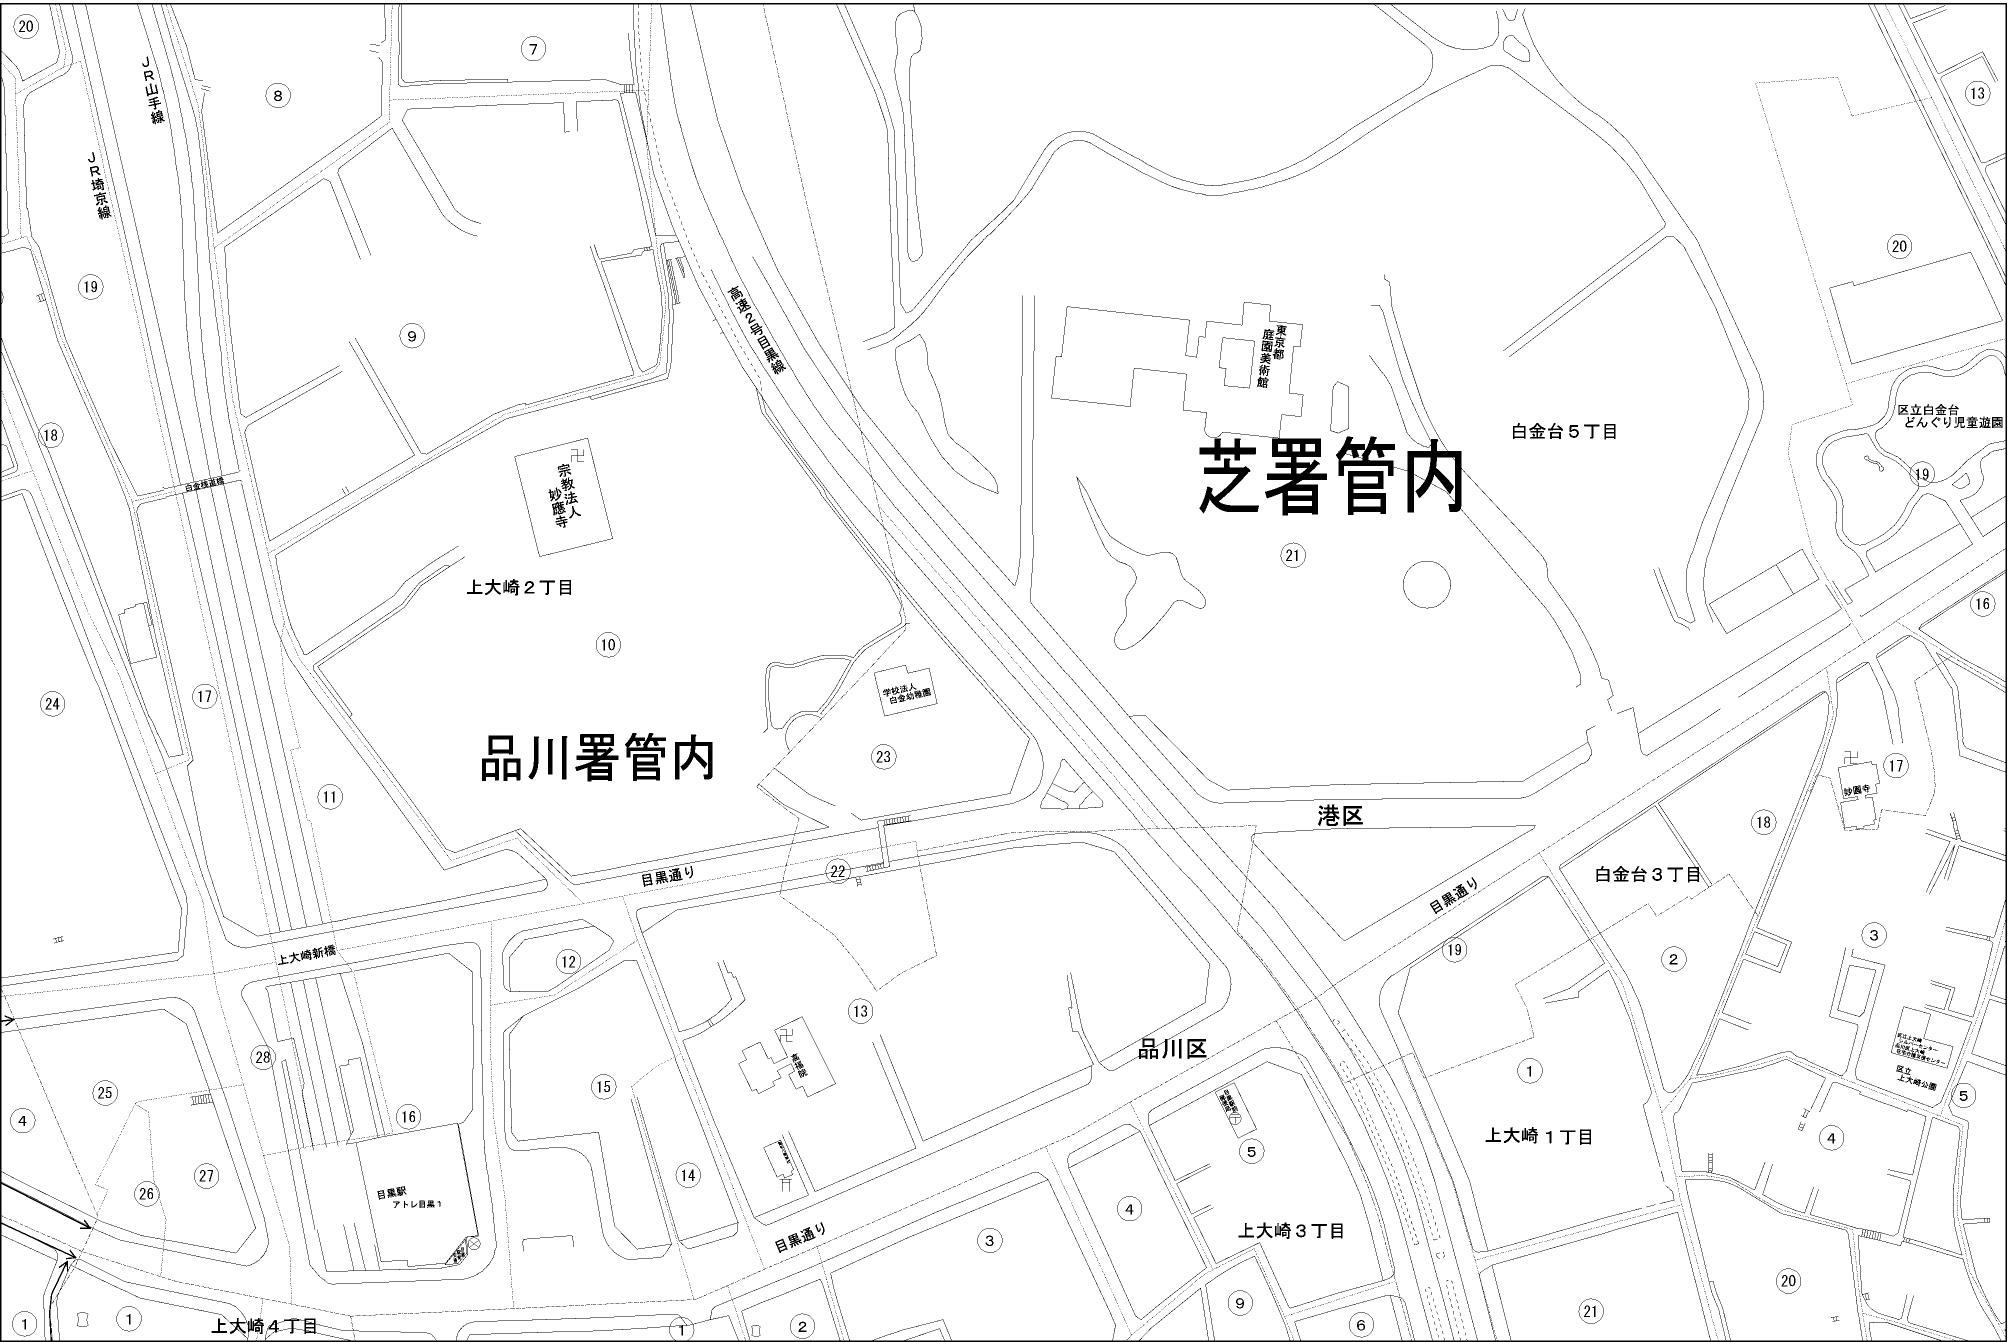 20
7
8
13
JR山手線
JR埼京線
19
9
20
高速2号目黒線
東京都
庭園美術館
区立白金台
どんぐり児童遊園
白金台5丁目
18
19
芝署管内
白金桟道橋
宗教法人
妙應寺
21
上大崎2丁目
16
10
24
17
学校法人
白金幼稚園
品川署管内
23
17
妙圓寺
11
港区
18
22
目黒通り
白金台3丁目
目黒通り
3
19
2
上大崎新橋
12
13
28
品川区
高福院
1
25
15
16
区立
上大崎公園
5
4
5
上大崎1丁目
4
26
27
14
目黒駅
アトレ目黒1
4
上大崎3丁目
目黒通り
3
20
9
21
1
1
上大崎4丁目
1
2
6